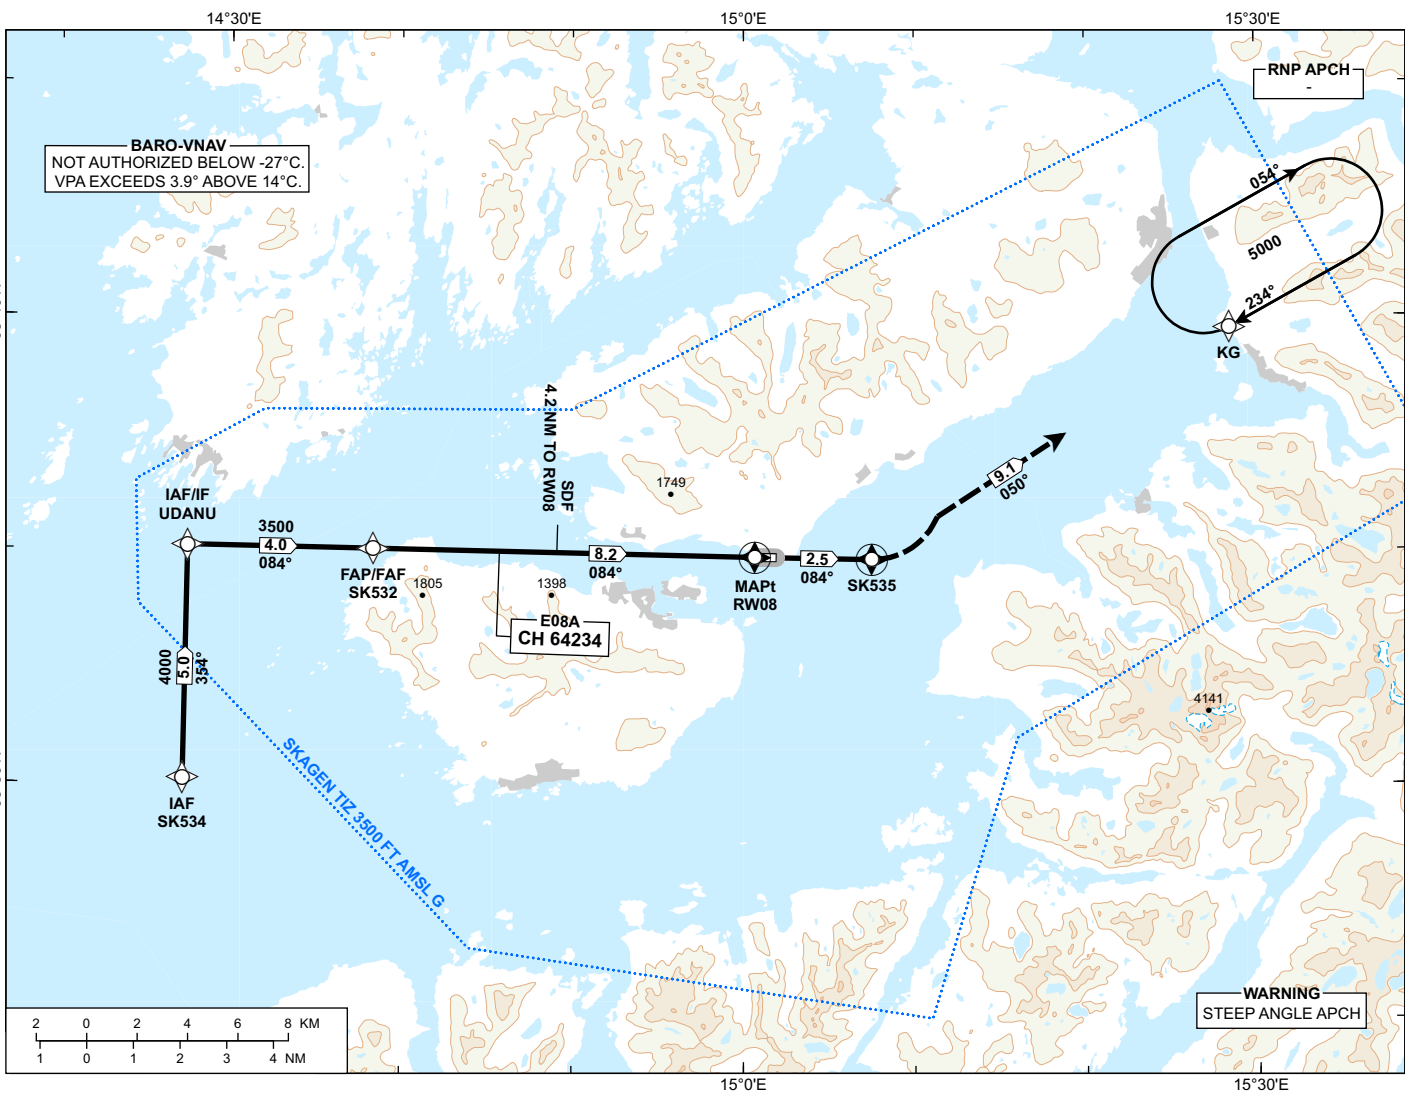 14°30'E
15°0'E
15°30'E
RNP APCH
-
BARO-VNAV
NOT AUTHORIZED BELOW -27°C.
VPA EXCEEDS 3.9° ABOVE 14°C.
054°
5000
234°
KG
4.2 NM TO RW08
SDF
1749
9.1
050°
IAF/IF
UDANU
3500
4.0
084°
FAP/FAF
SK532
1805
1398
8.2
084°
E08A
CH 64234
MAPt
RW08
2.5
084°
SK535
4000
5.0
354°
IAF
SK534
SKAGEN TIZ 3500 FT AMSL G
4141
WARNING
STEEP ANGLE APCH
2 0 2 4 6 8 KM
1 0 1 2 3 4 NM
15°0'E
15°30'E